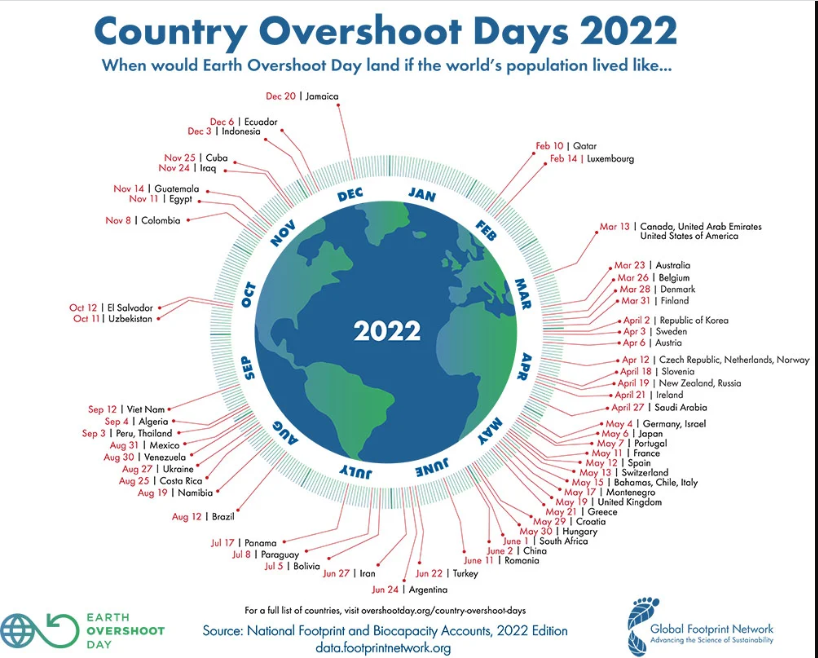 Country Overshoot Days 2022
When would Earth Overshoot Day land if the world's population lived like...
Dec 20 | Jamaica
Dec 6 | Ecuador
Dec 3 | Indonesia
Nov 25 | Cuba
Nov 24 | Iraq
Nov 14 | Guatemala
Nov 11 | Egypt
Nov 8 | Colombia
Oct 12 | El Salvador
Oct 11 | Uzbekistan
Sep 12 | Viet Nam
Sep 4 | Algeria
Sep 3 | Peru, Thailand
Aug 31 | Mexico
Aug 30 | Venezuela
Aug 27 | Ukraine
Aug 25 | Costa Rica
Aug 19 | Namibia
Aug 12 | Brazil
Jul 17 | Panama
Jul 8 | Paraguay
Jul 5 | Bolivia
Jun 27 | Iran
Jun 24 | Argentina
Jun 22 | Turkey
Feb 10 | Qatar
Feb 14 | Luxembourg
Mar 13 | Canada, United Arab Emirates
United States of America
Mar 23 | Australia
Mar 26 | Belgium
Mar 28 | Denmark
Mar 31 | Finland
April 2 | Republic of Korea
Apr 3 | Sweden
Apr 6 | Austria
Apr 12 | Czech Republic, Netherlands, Norway
April 18 | Slovenia
April 19 | New Zealand, Russia
April 21 | Ireland
April 27 | Saudi Arabia
May 4 | Germany, Israel
May 6 | Japan
May 7 | Portugal
May 11 | France
May 12 | Spain
May 13 | Switzerland
May 15 | Bahamas, Chile, Italy
May 17 | Montenegro
May 19 | United Kingdom
May 21 | Greece
May 29 | Croatia
May 30 | Hungary
June 1 | South Africa
June 2 | China
June 11 | Romania
JAN
FEB
MAR
APR
MAY
JUNE
JULY
AUG
SEP
OCT
NOV
DEC
2022
For a full list of countries, visit overshootday.org/country-overshoot-days
Source: National Footprint and Biocapacity Accounts, 2022 Edition
data.footprintnetwork.org
EARTH
OVERSHOOT
DAY
Global Footprint Network
Advancing the Science of Sustainability